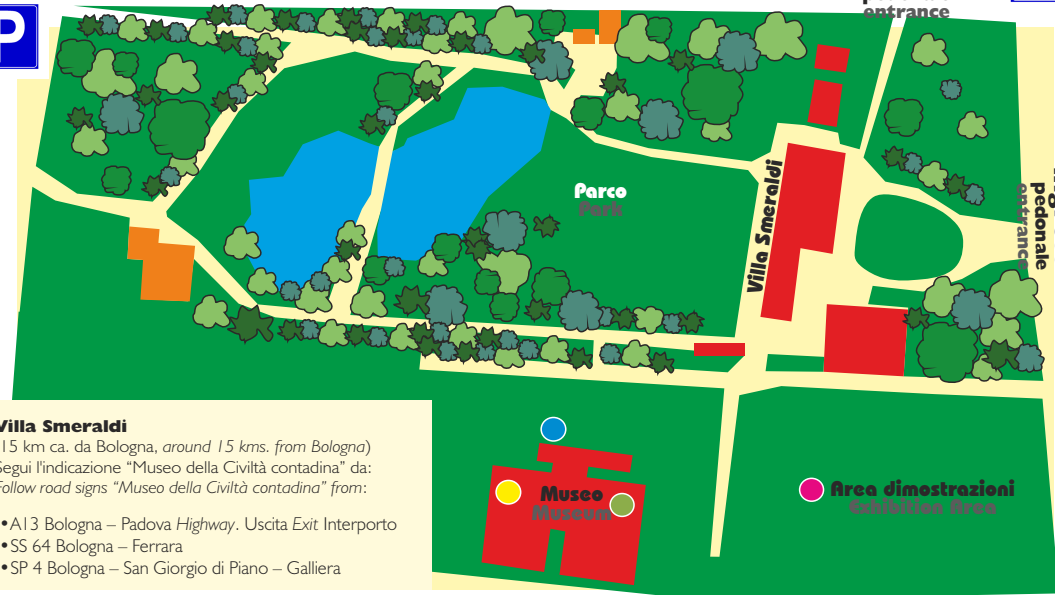 P
entrance
Parco
Park
Villa Smeraldi
pedonale
entrance
Museo
Museum
Area dimostrazioni
Exhibition Area
Villa Smeraldi
15 km ca. da Bologna, around 15 kms. from Bologna)
Segui l'indicazione “Museo della Civiltà contadina” da:
Follow road signs “Museo della Civiltà contadina” from:
•A13 Bologna – Padova Highway. Uscita Exit Interporto
•SS 64 Bologna – Ferrara
•SP 4 Bologna – San Giorgio di Piano – Galliera